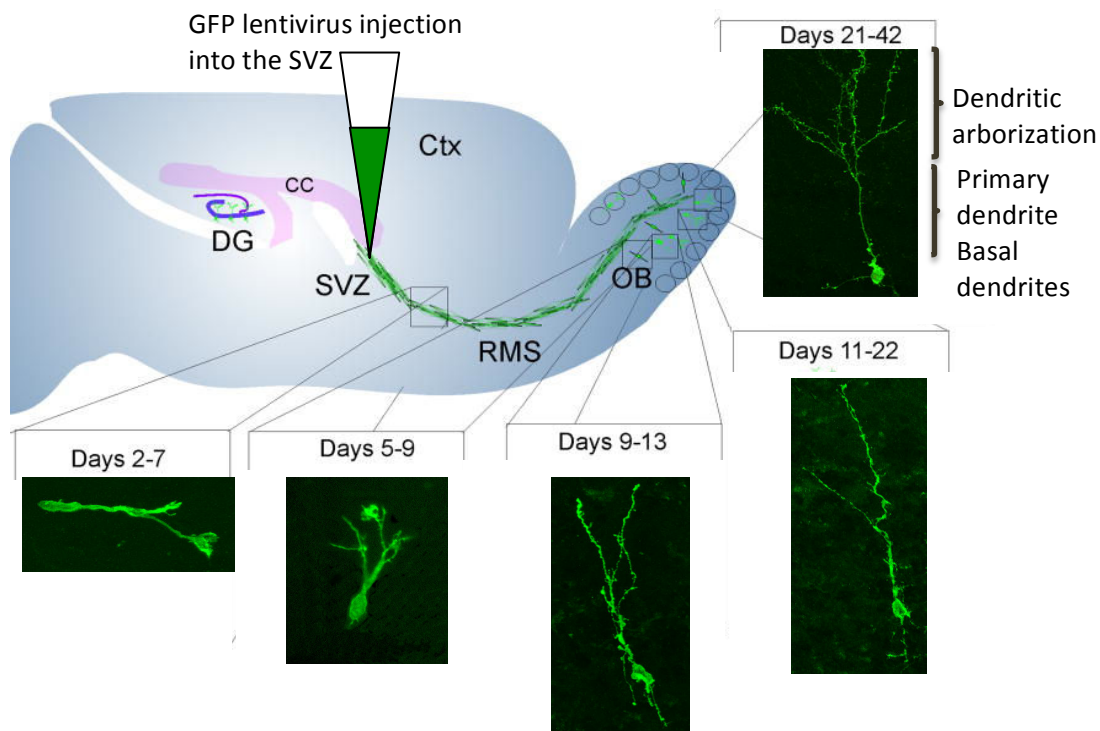 GFP lentivirus injection
into the SVZ
Days 21-42
Dendritic
arborization
Primary
dendrite
Basal
dendrites
Ctx
CC
DG
SVZ
OB
RMS
Days 11-22
Days 2-7
Days 5-9
Days 9-13